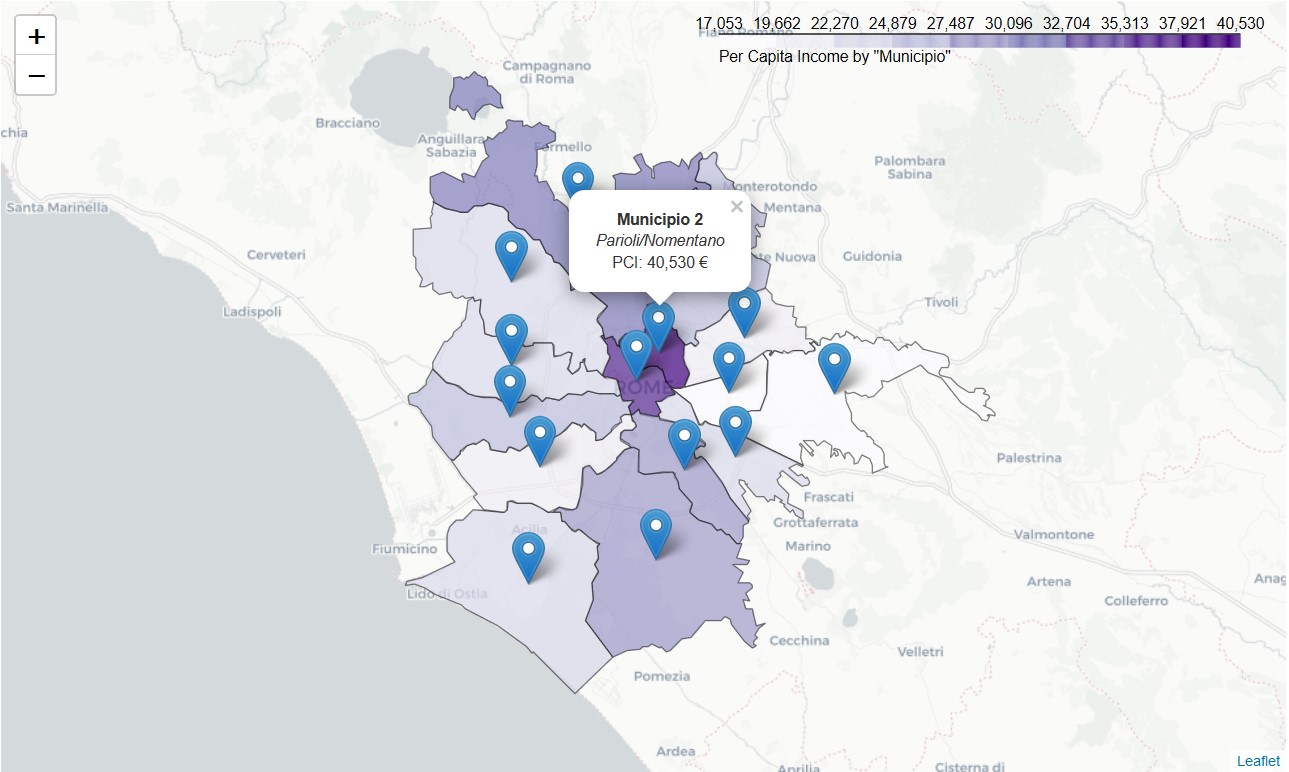 +
−
17,053 19,662 22,270 24,879 27,487 30,096 32,704 35,313 37,921 40,530
Fiano Romano
Per Capita Income by "Municipio"
Campagnano
di Roma
Bracciano
chia
Anguillara
Sabazia
Formello
Palombara
Sabina
Monterotondo
Mentana
Santa Marinella
×
Municipio 2
Parioli/Nomentano
PCI: 40,530 €
Cerveteri
te Nuova
Guidonia
Ladispoli
Tivoli
ROME
Palestrina
Frascati
Grottaferrata
Acilia
Valmontone
Fiumicino
Marino
Artena
Anag
Lido di Ostia
Colleferro
Cecchina
Velletri
Pomezia
Ardea
Aprilia
Cisterna di
Leaflet